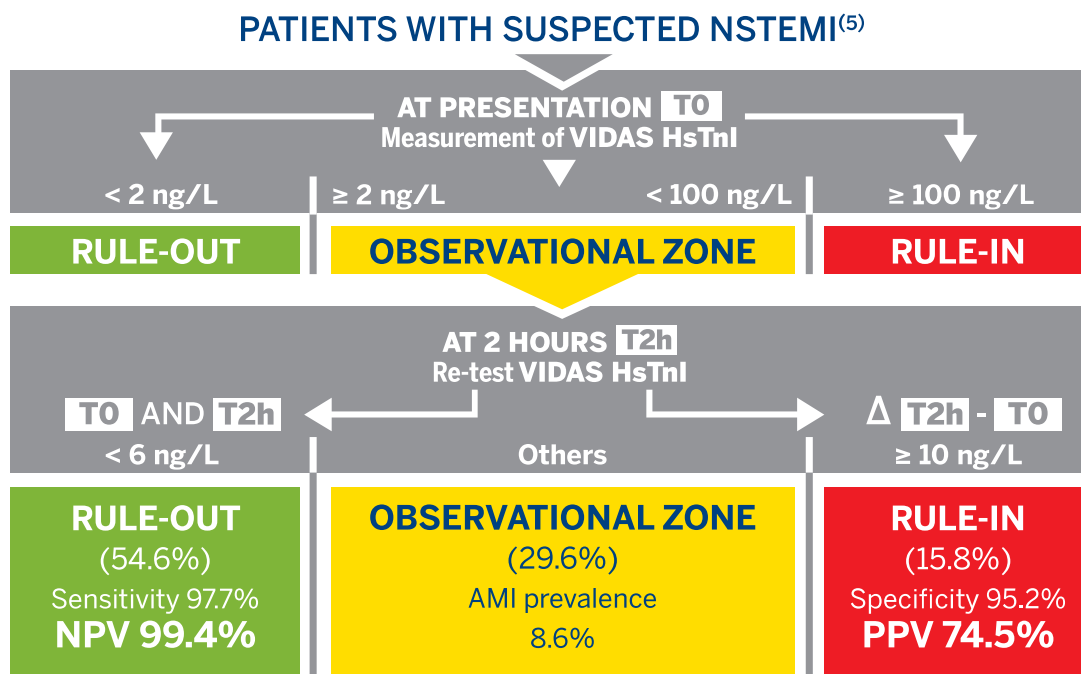 PATIENTS WITH SUSPECTED NSTEMI(5)
AT PRESENTATION T0
Measurement of VIDAS HsTnI
< 2 ng/L
≥ 2 ng/L
< 100 ng/L
≥ 100 ng/L
RULE-OUT
OBSERVATIONAL ZONE
RULE-IN
AT 2 HOURS T2h
Re-test VIDAS HsTnI
T0 AND T2h
< 6 ng/L
Others
Δ T2h - T0
≥ 10 ng/L
RULE-OUT
(54.6%)
Sensitivity 97.7%
NPV 99.4%
OBSERVATIONAL ZONE
(29.6%)
AMI prevalence
8.6%
RULE-IN
(15.8%)
Specificity 95.2%
PPV 74.5%